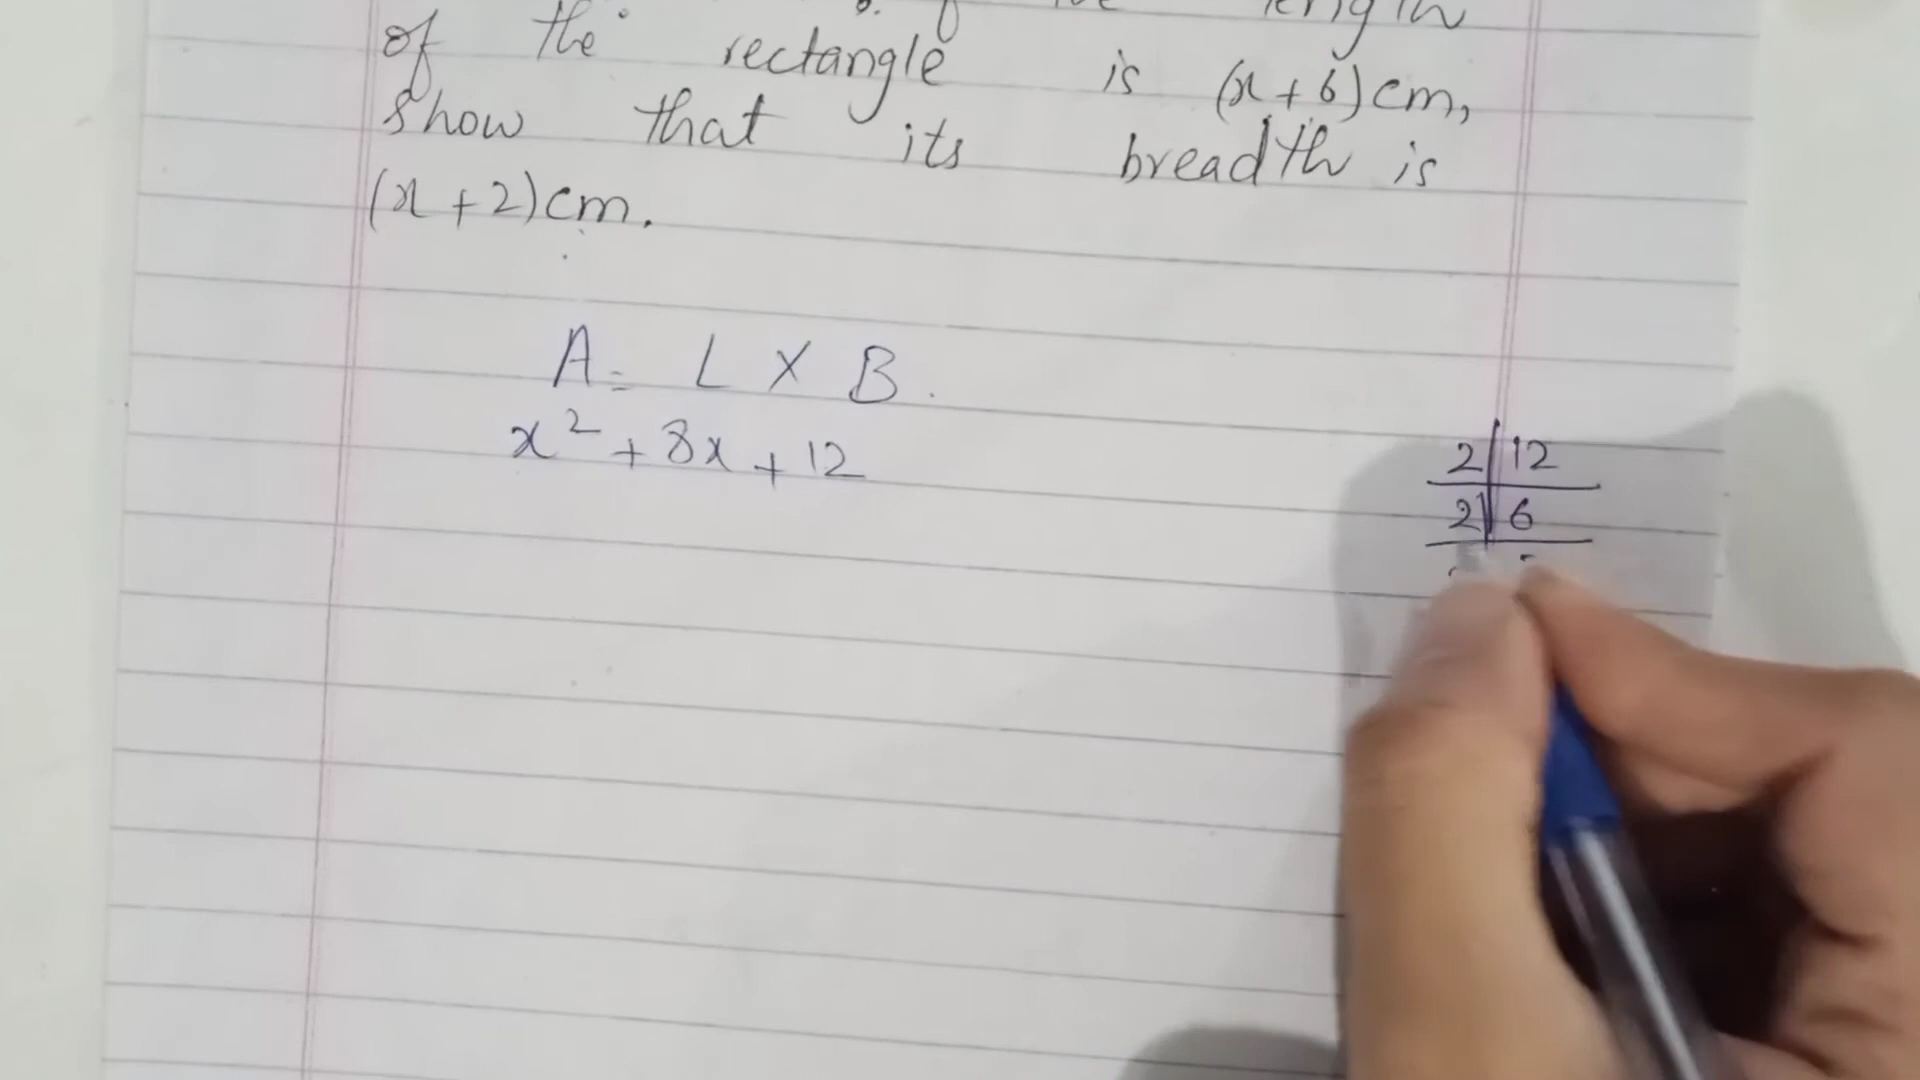 length
of the rectangle is (x+6)cm,
show that its breadth is
(x+2)cm.
A = L X B.
x² + 8x + 12
2 | 12
2 | 6